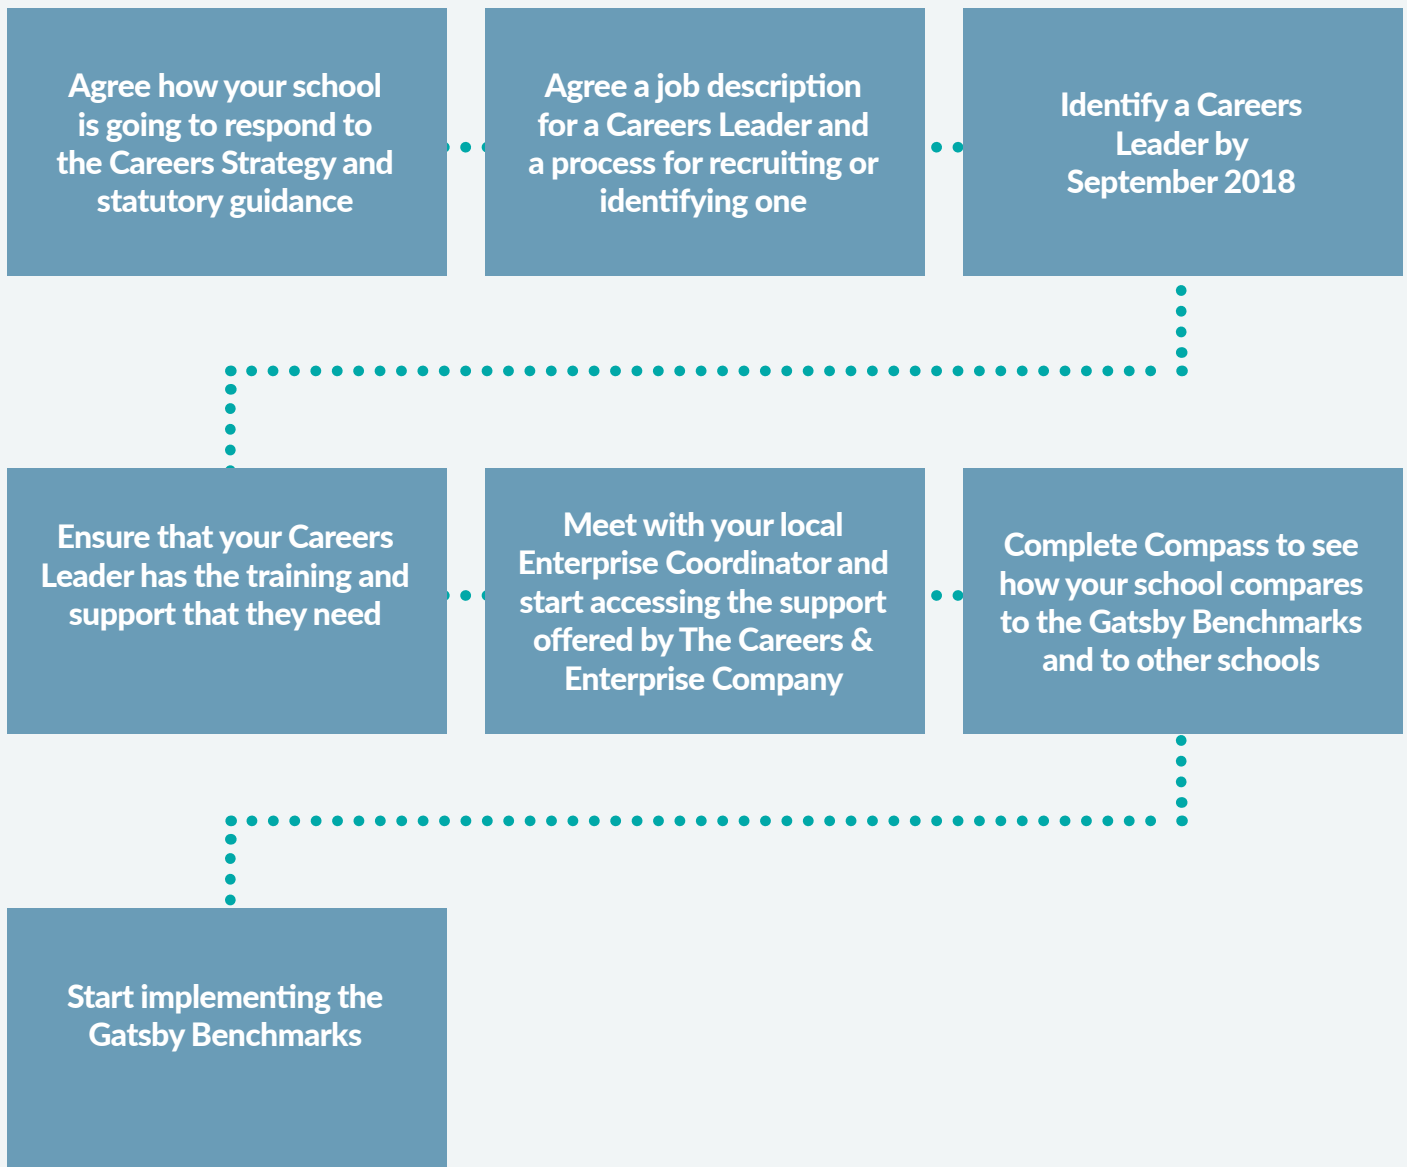 Agree how your school
is going to respond to
the Careers Strategy and
statutory guidance
Agree a job description
for a Careers Leader and
a process for recruiting or
identifying one
Identify a Careers
Leader by
September 2018
Ensure that your Careers
Leader has the training and
support that they need
Meet with your local
Enterprise Coordinator and
start accessing the support
offered by The Careers &
Enterprise Company
Complete Compass to see
how your school compares
to the Gatsby Benchmarks
and to other schools
Start implementing the
Gatsby Benchmarks